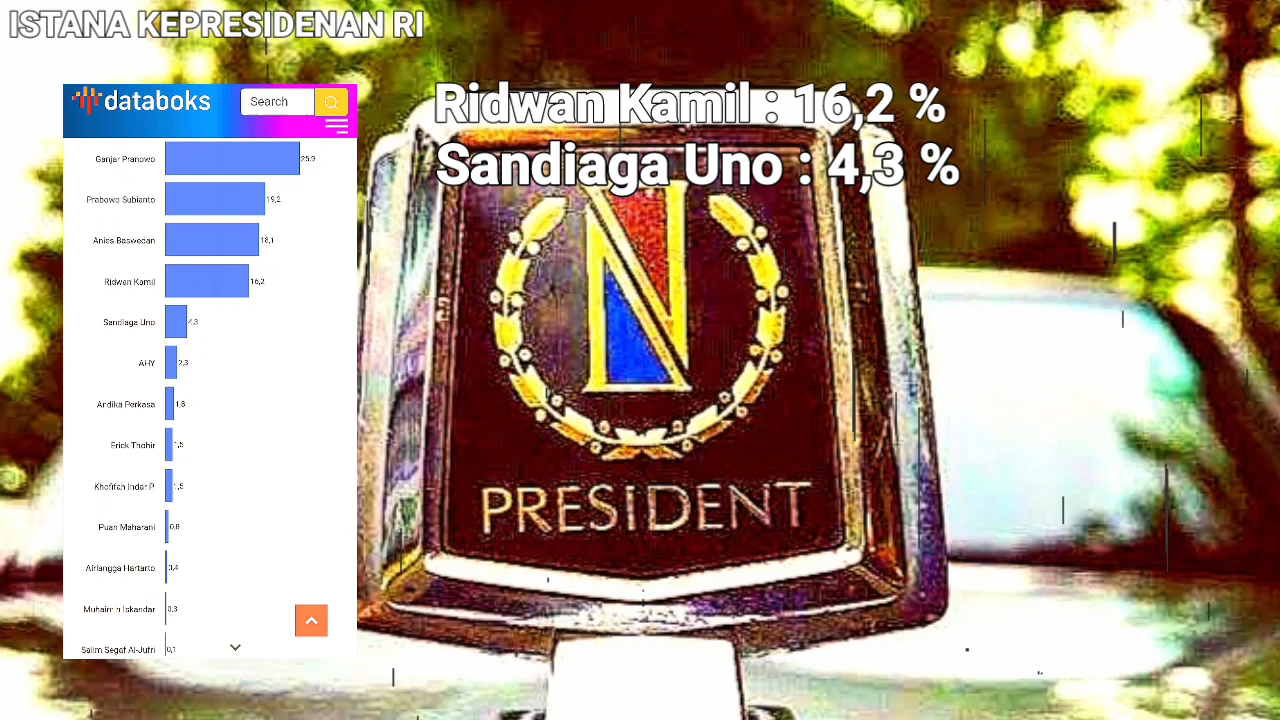 ISTANA KEPRESIDENAN RI
databoks
Search
Ridwan Kamil : 16,2 %
Sandiaga Uno : 4,3 %
Ganjar Pranowo 25,9
Prabowo Subianto 19,2
Anies Baswedan 18,1
Ridwan Kamil 16,2
Sandiaga Uno 4,3
AHY 2,3
Andika Perkasa 1,8
Erick Thohir 1,5
Khofifah Indar P 1,5
Puan Maharani 0,8
Airlangga Hartarto 0,4
Muhaimin Iskandar 0,3
Salim Segaf Al-Jufri 0,1
N
PRESIDENT